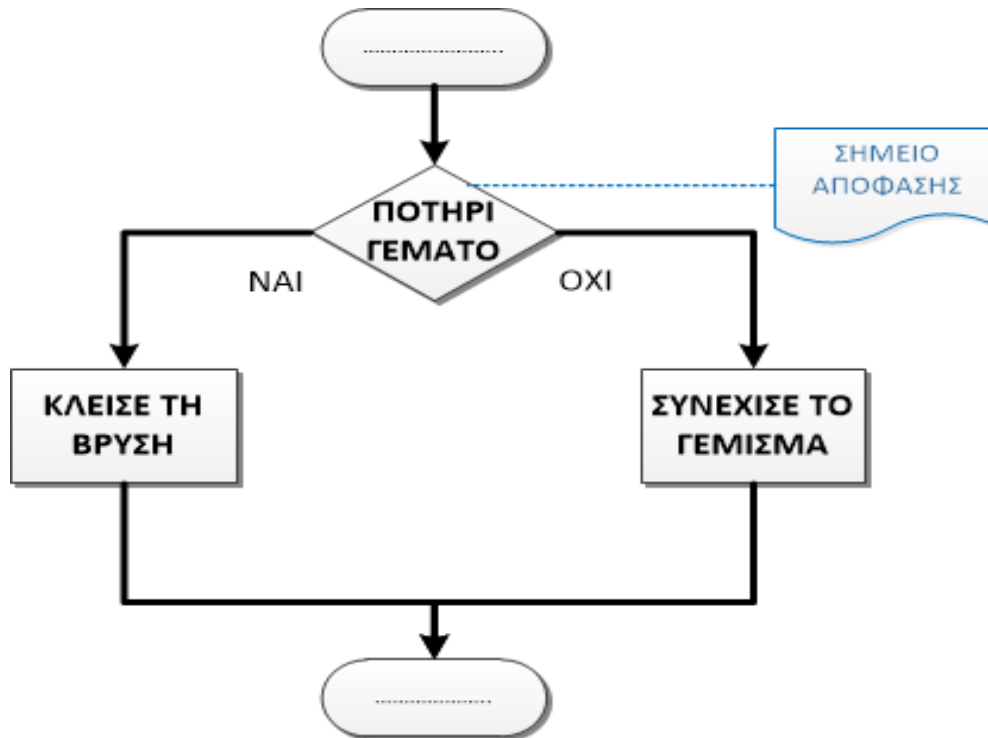 ............................
ΣΗΜΕΙΟ
ΑΠΟΦΑΣΗΣ
ΠΟΤΗΡΙ
ΓΕΜΑΤΟ
ΝΑΙ
ΟΧΙ
ΚΛΕΙΣΕ ΤΗ
ΒΡΥΣΗ
ΣΥΝΕΧΙΣΕ ΤΟ
ΓΕΜΙΣΜΑ
.......................